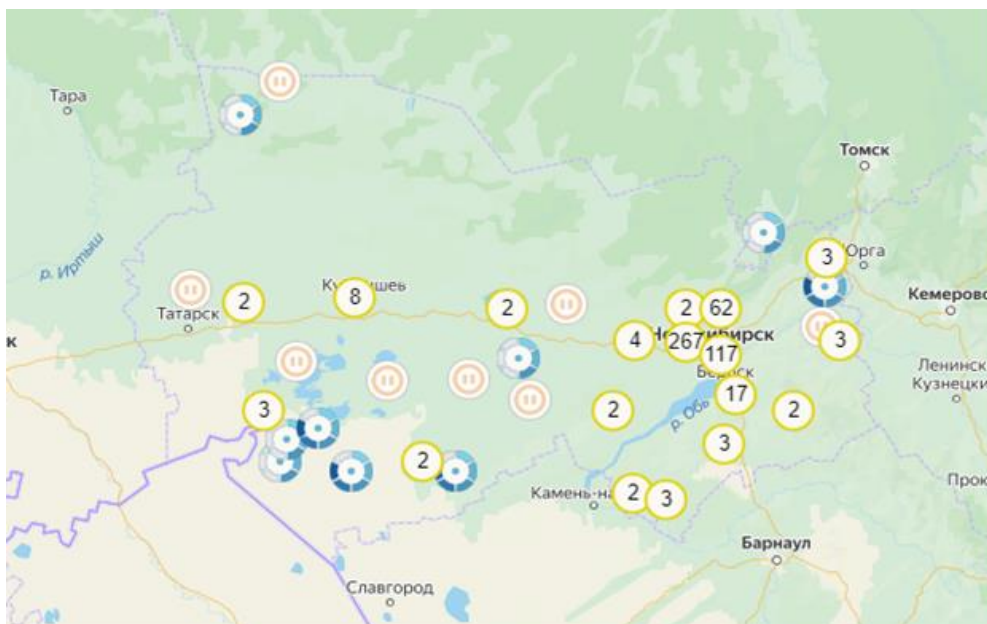 Тара
Томск
р. Иртыш
3
Юрга
2
8
2
2
62
Татарск
Кемерово
4
267
117
3
к
Ленинск
Кузнецкий
17
3
2
2
р. Обь
3
2
2
3
Камень-на
Прок
Барнаул
Славгород